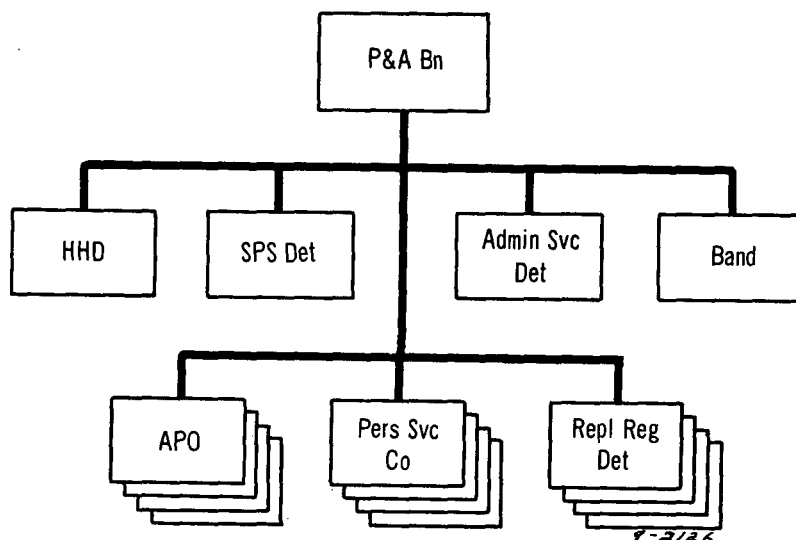 P&A Bn
HHD
SPS Det
Admin Svc
Det
Band
APO
Pers Svc
Co
Repl Reg
Det